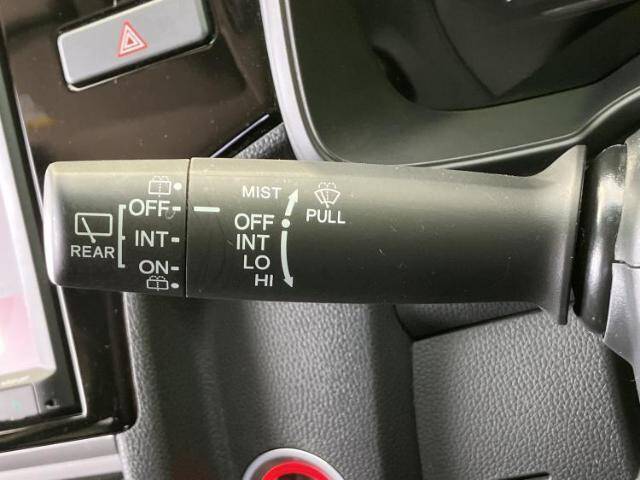 MIST
OFF
INT
LO
HI
PULL
OFF
INT
ON
REAR